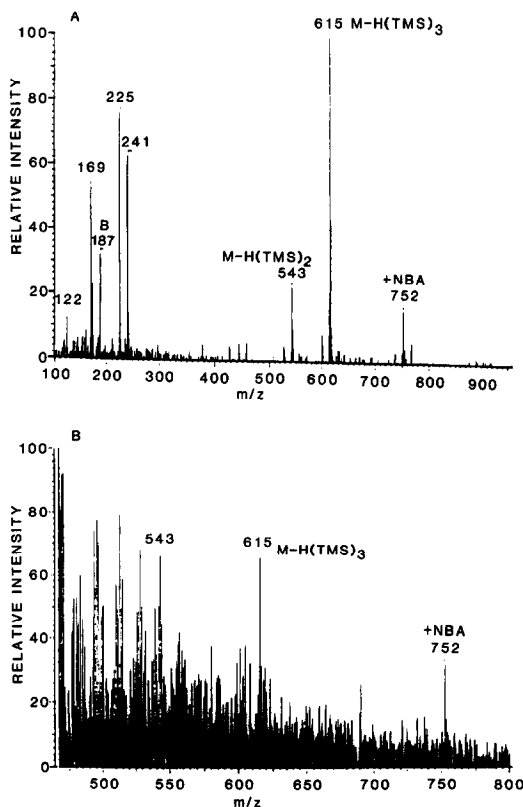 A
615 M-H(TMS)3
100
80
60
40
20
0
RELATIVE INTENSITY
225
241
169
B
187
122
M-H(TMS)2
543
+NBA
752
100 200 300 400 500 600 700 800 900
m/z
B
100
80
60
40
20
0
RELATIVE INTENSITY
543
615 M-H(TMS)3
+NBA
752
500 550 600 650 700 750 800
m/z